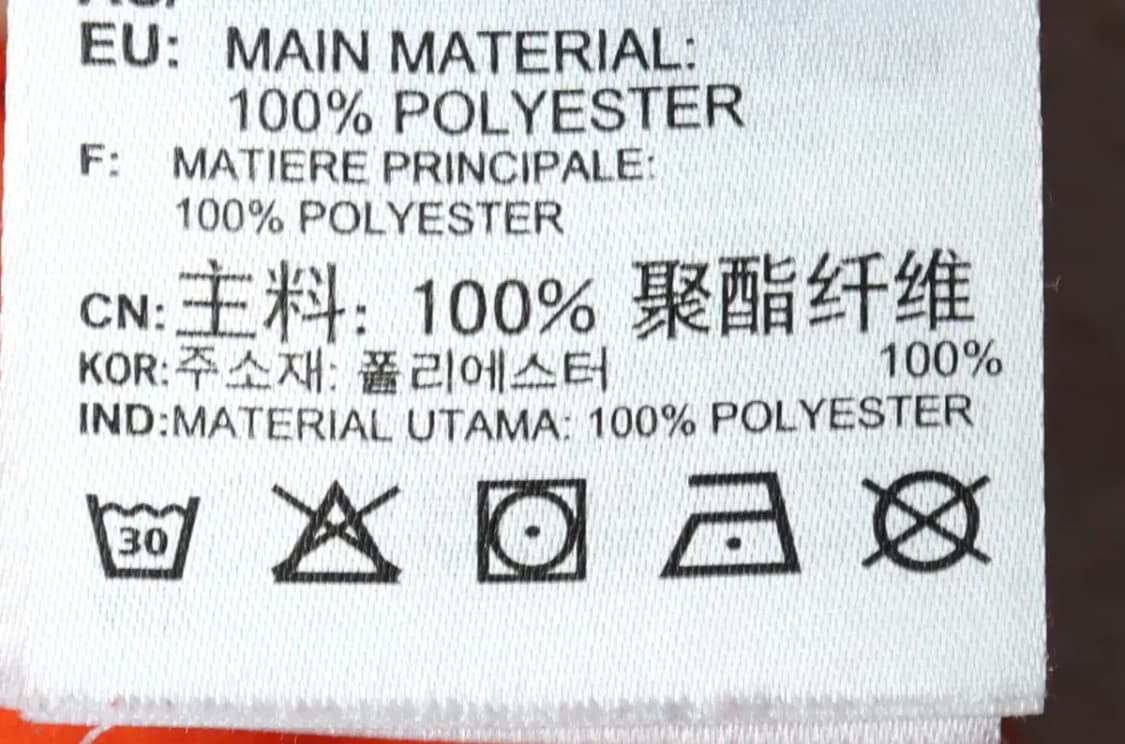 EU: MAIN MATERIAL:
100% POLYESTER
F: MATIERE PRINCIPALE:
100% POLYESTER
CN: 主料: 100% 聚酯纤维
KOR:주소재: 폴리에스터 100%
IND:MATERIAL UTAMA: 100% POLYESTER
30